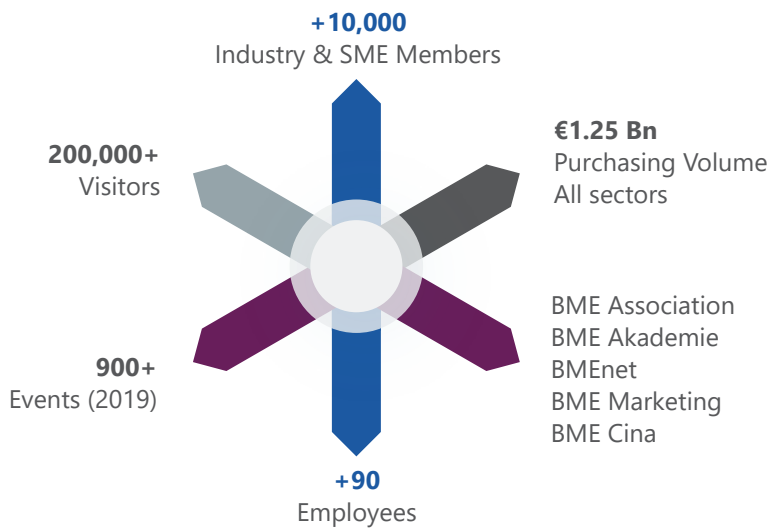 +10,000
Industry & SME Members
200,000+
Visitors
€1.25 Bn
Purchasing Volume
All sectors
900+
Events (2019)
BME Association
BME Akademie
BMEnet
BME Marketing
BME Cina
+90
Employees